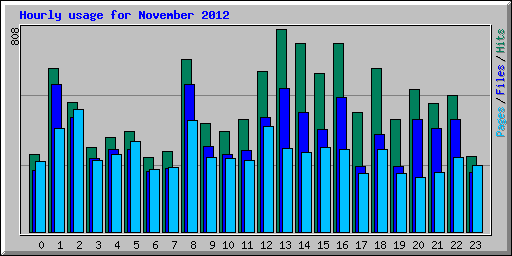 Hourly usage for November 2012
808
Pages / Files / Hits
0 1 2 3 4 5 6 7 8 9 10 11 12 13 14 15 16 17 18 19 20 21 22 23